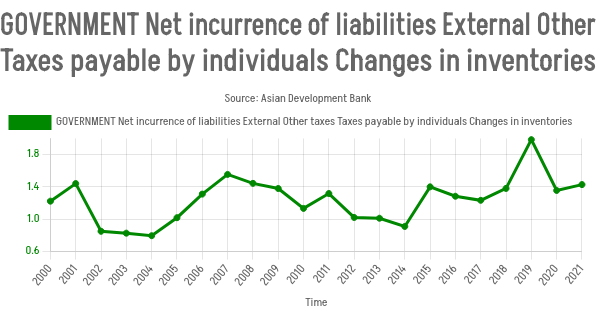 GOVERNMENT Net incurrence of liabilities External Other
Taxes payable by individuals Changes in inventories
Source: Asian Development Bank
GOVERNMENT Net incurrence of liabilities External Other taxes Taxes payable by individuals Changes in inventories
1.8
1.4
1.0
0.6
2000 2001 2002 2003 2004 2005 2006 2007 2008 2009 2010 2011 2012 2013 2014 2015 2016 2017 2018 2019 2020 2021
Time